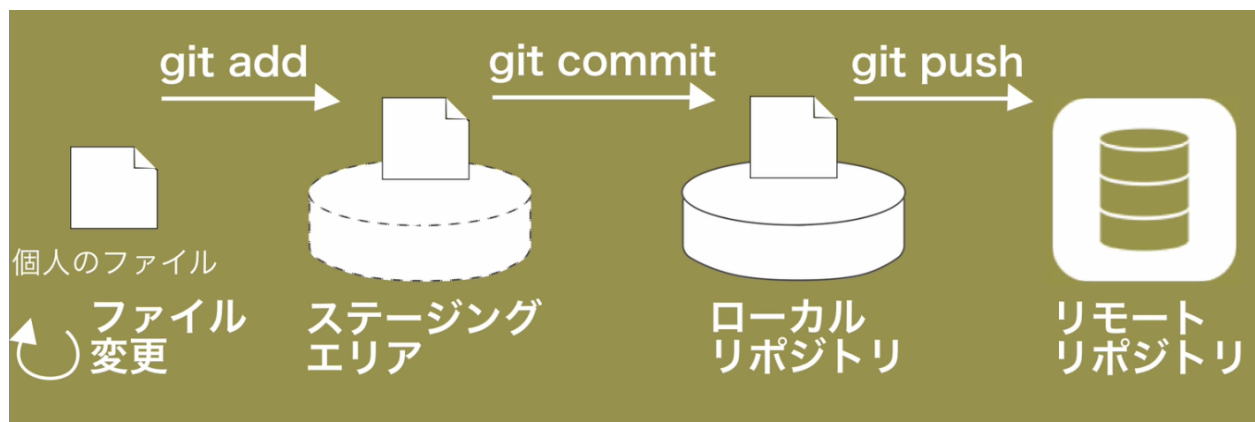 git add
git commit
git push
個人のファイル
ファイル
変更
ステージング
エリア
ローカル
リポジトリ
リモート
リポジトリ